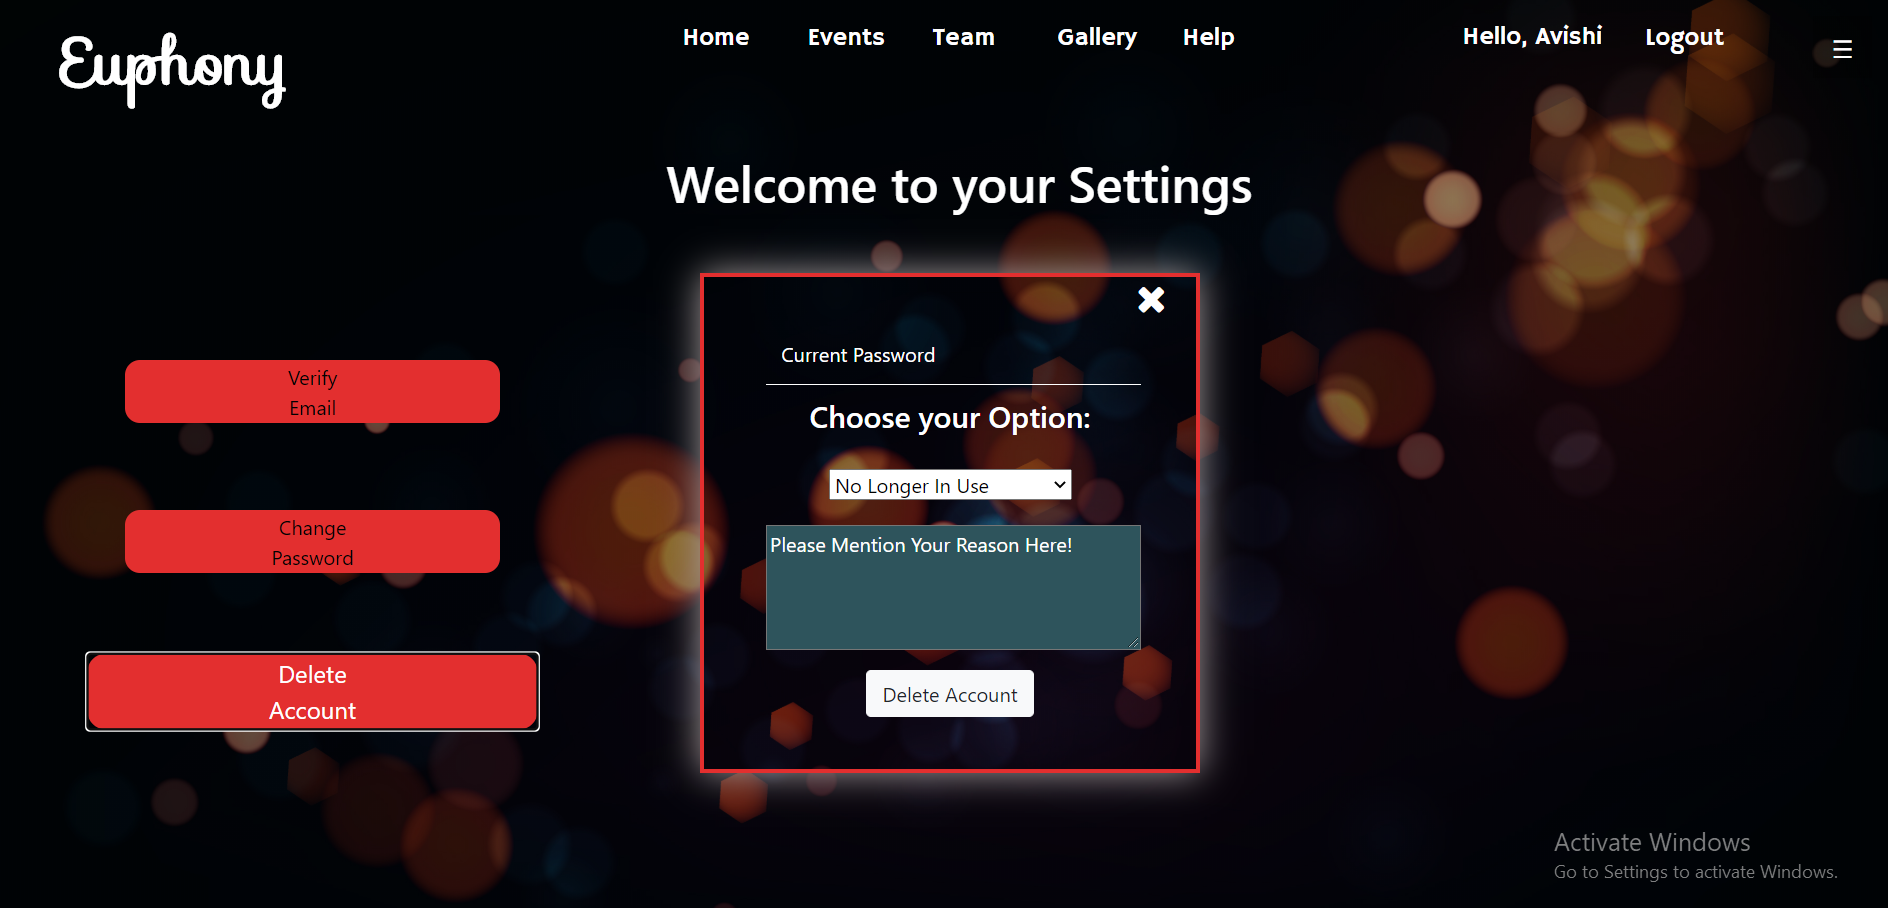 Euphony
Home Events Team Gallery Help Hello, Avishi Logout
Welcome to your Settings
Verify
Email
Change
Password
Delete
Account
Current Password
Choose your Option:
No Longer In Use
Please Mention Your Reason Here!
Delete Account
Activate Windows
Go to Settings to activate Windows.